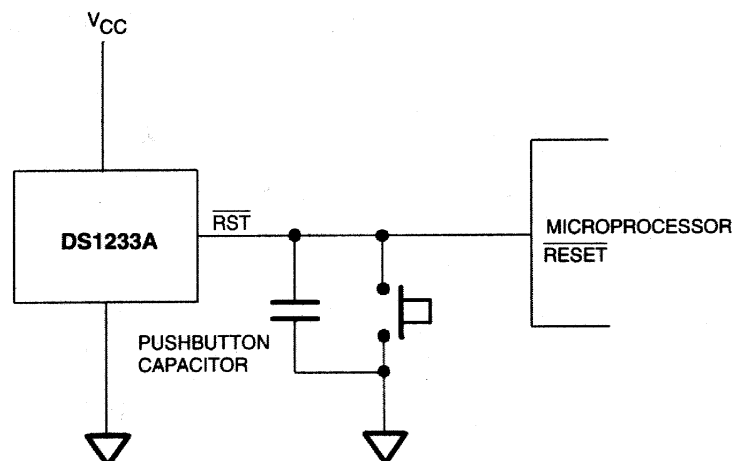 VCC
DS1233A
RST
MICROPROCESSOR
RESET
PUSHBUTTON
CAPACITOR